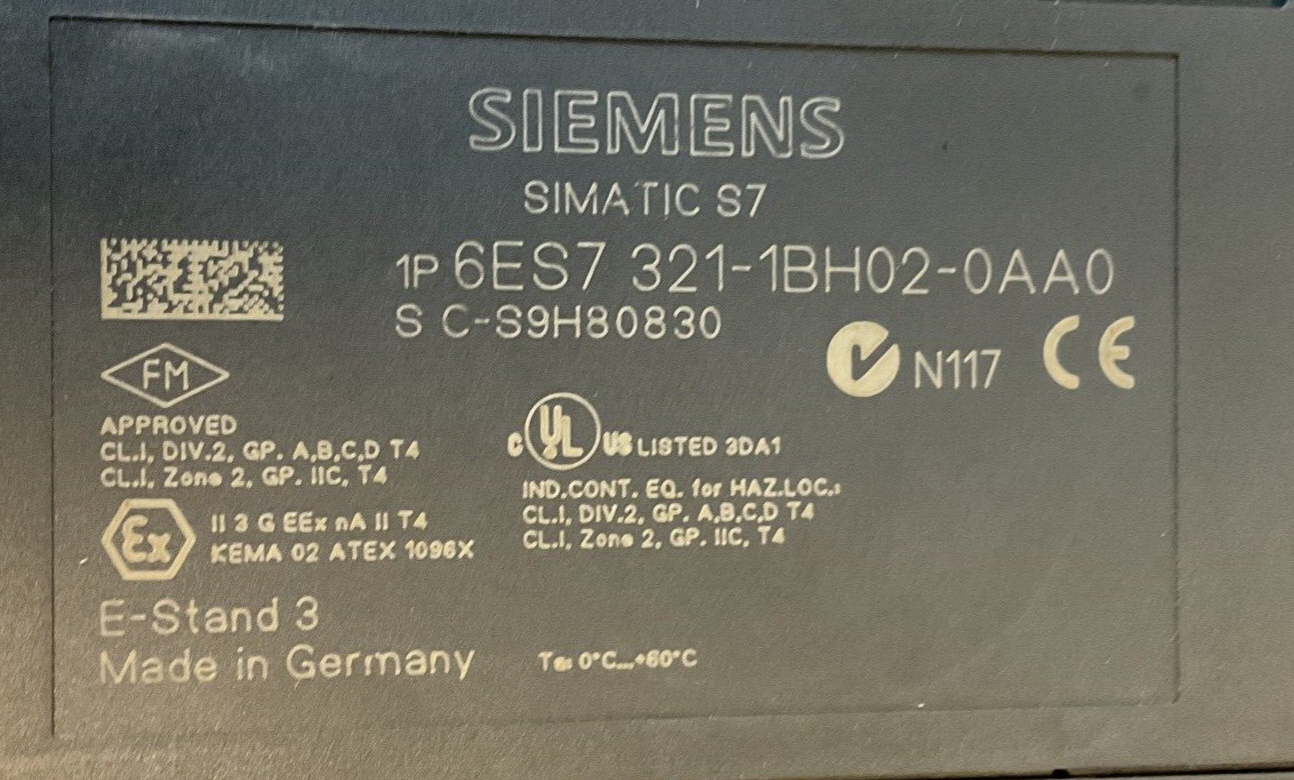 SIEMENS
SIMATIC S7
1P 6ES7 321-1BH02-0AA0
S C-S9H80830
N117 CE
FM
APPROVED
CL.I, DIV.2, GP. A,B,C,D T4
CL.I, Zone 2, GP. IIC, T4
c UL US LISTED 3DA1
IND.CONT. EQ. for HAZ.LOC.:
CL.I, DIV.2, GP. A,B,C,D T4
CL.I, Zone 2, GP. IIC, T4
Ex II 3 G EEx nA II T4
KEMA 02 ATEX 1096X
E-Stand 3
Made in Germany
Ta: 0°C...+60°C